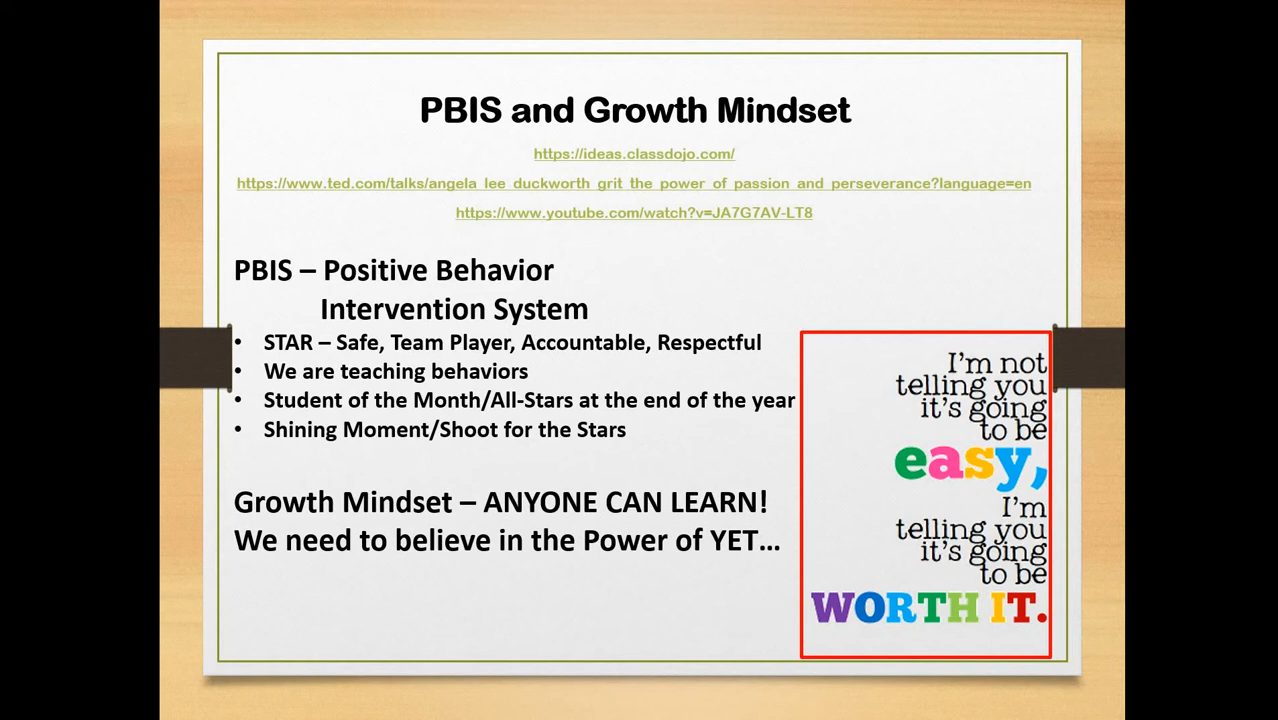 PBIS and Growth Mindset
https://ideas.classdojo.com/
https://www.ted.com/talks/angela_lee_duckworth_grit_the_power_of_passion_and_perseverance?language=en
https://www.youtube.com/watch?v=JA7G7AV-LT8
PBIS – Positive Behavior
Intervention System
• STAR – Safe, Team Player, Accountable, Respectful
• We are teaching behaviors
• Student of the Month/All-Stars at the end of the year
• Shining Moment/Shoot for the Stars
Growth Mindset – ANYONE CAN LEARN!
We need to believe in the Power of YET…
I'm not
telling you
it's going
to be
easy,
I'm
telling you
it's going
to be
WORTH IT.